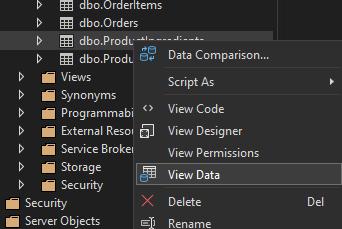 dbo.OrderItems
dbo.Orders
dbo.ProductIngredients
dbo.Produ
Views
Synonyms
Programmabi
External Resou
Service Broker
Storage
Security
Security
Server Objects
Data Comparison...
Script As
View Code
View Designer
View Permissions
View Data
Delete Del
Rename